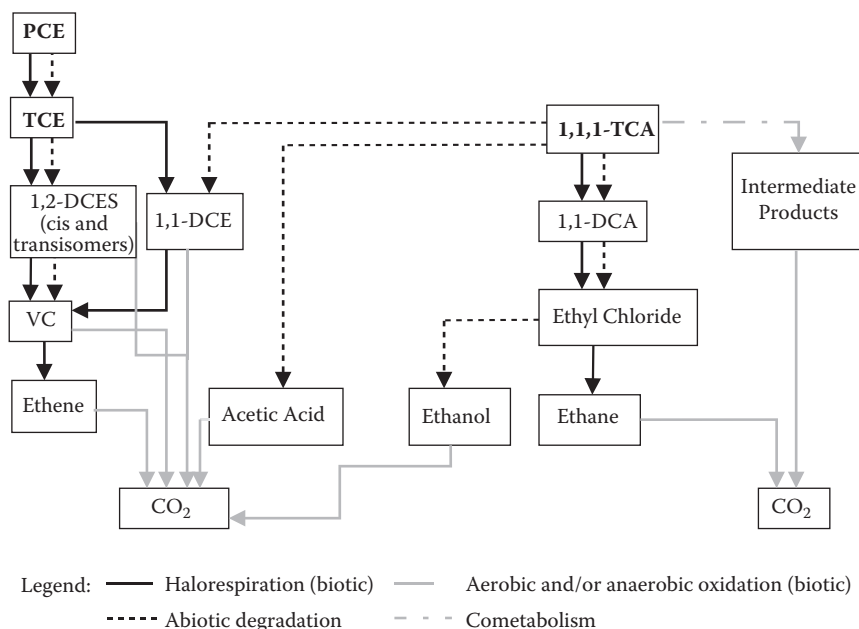 PCE
TCE
1,1,1-TCA
1,2-DCES
(cis and
transisomers)
1,1-DCE
1,1-DCA
Intermediate
Products
VC
Ethyl Chloride
Ethene
Acetic Acid
Ethanol
Ethane
CO₂
CO₂
Legend: Halorespiration (biotic) Aerobic and/or anaerobic oxidation (biotic)
Abiotic degradation Cometabolism